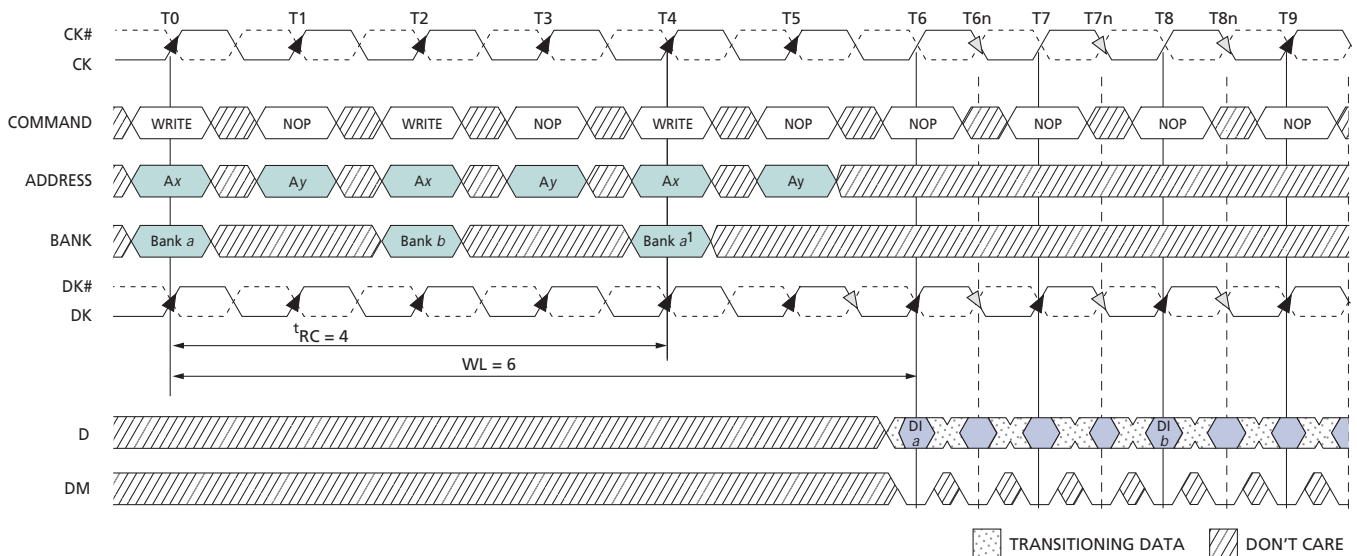 T0 T1 T2 T3 T4 T5 T6 T6n T7 T7n T8 T8n T9
CK#
CK
COMMAND WRITE NOP WRITE NOP WRITE NOP NOP NOP NOP NOP
ADDRESS Ax Ay Ax Ay Ax Ay
BANK Bank a Bank b Bank a¹
DK#
DK
tRC = 4
WL = 6
D DI a DI b
DM
TRANSITIONING DATA DON'T CARE